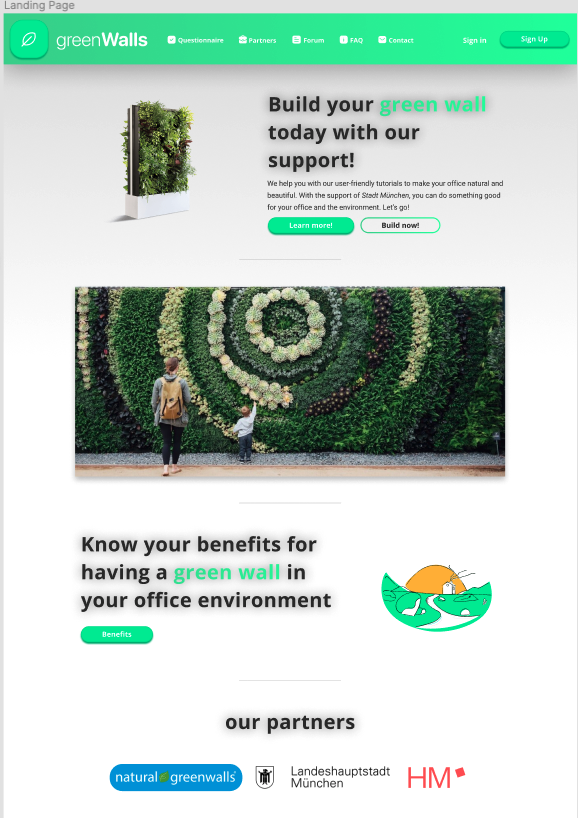 Landing Page
greenWalls
Questionnaire
Partners
Forum
FAQ
Contact
Sign in
Sign Up
Build your green wall
today with our
support!
We help you with our user-friendly tutorials to make your office natural and
beautiful. With the support of Stadt München, you can do something good
for your office and the environment. Let's go!
Learn more!
Build now!
Know your benefits for
having a green wall in
your office environment
Benefits
our partners
natural greenwalls
Landeshauptstadt
München
HM